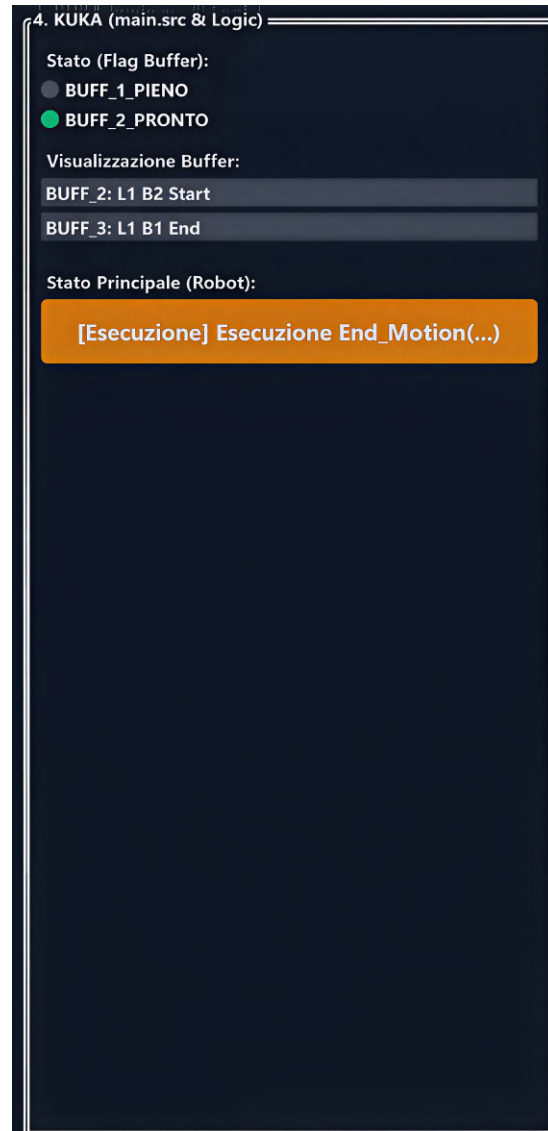 4. KUKA (main.src & Logic)
Stato (Flag Buffer):
BUFF_1_PIENO
BUFF_2_PRONTO
Visualizzazione Buffer:
BUFF_2: L1 B2 Start
BUFF_3: L1 B1 End
Stato Principale (Robot):
[Esecuzione] Esecuzione End_Motion(...)